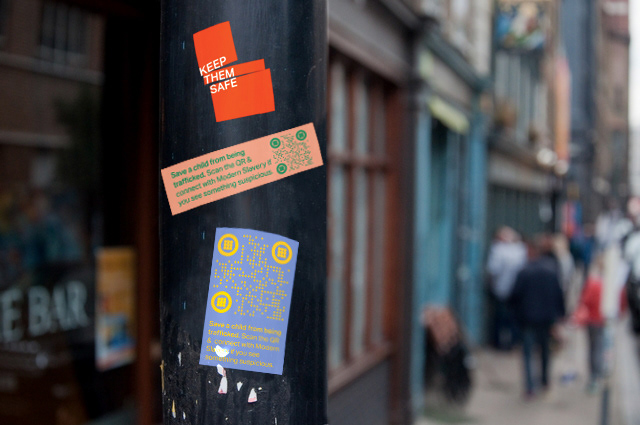 KEEP
THEM
SAFE
Save a child from being
trafficked. Scan the QR &
connect with Modern Slavery if
you see something suspicious
Save a child from being
trafficked. Scan the QR
& connect with Modern
Slavery if you see
something suspicious
E BAR